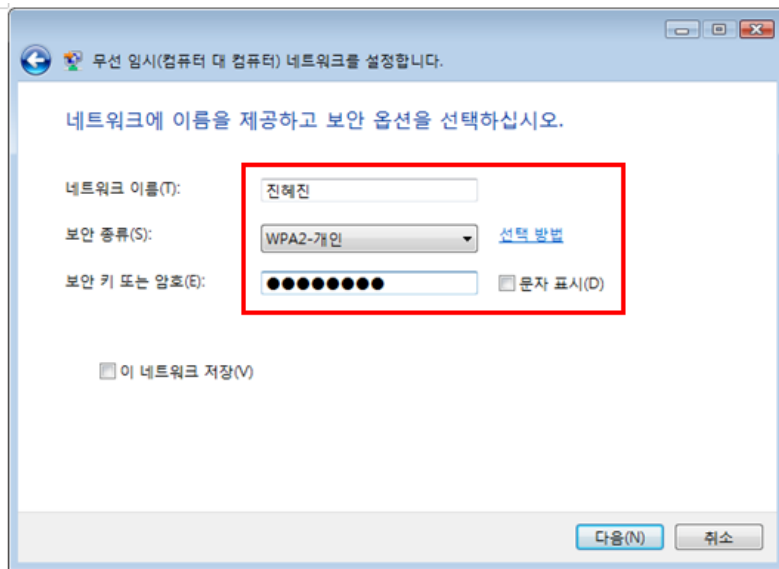 무선 임시(컴퓨터 대 컴퓨터) 네트워크를 설정합니다.
네트워크에 이름을 제공하고 보안 옵션을 선택하십시오.
네트워크 이름(T): 진혜진
보안 종류(S): WPA2-개인 선택 방법
보안 키 또는 암호(E): ●●●●●●●● 문자 표시(D)
이 네트워크 저장(V)
다음(N) 취소